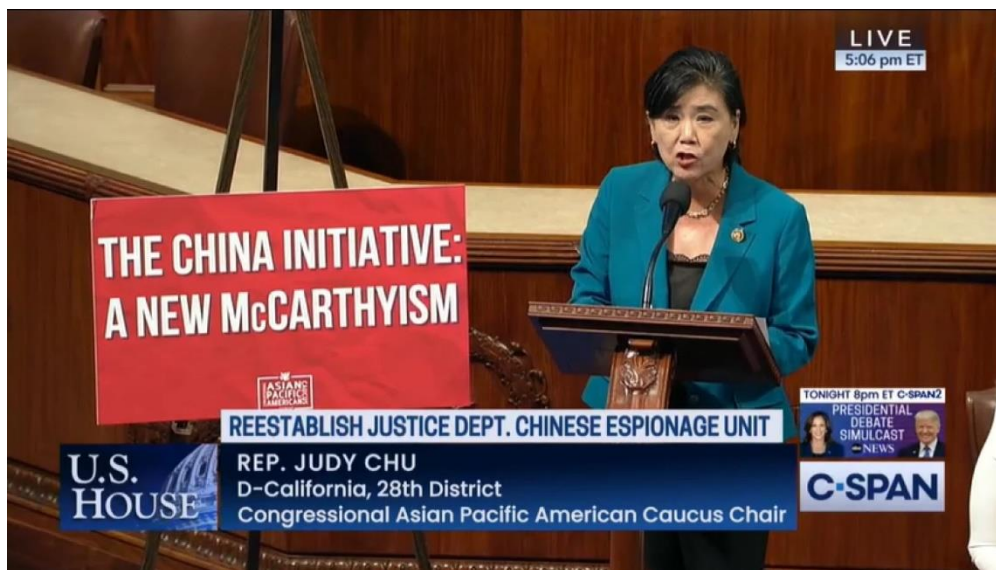 LIVE
5:06 pm ET
THE CHINA INITIATIVE:
A NEW McCARTHYISM
ASIAN
PACIFIC
AMERICANS
REESTABLISH JUSTICE DEPT. CHINESE ESPIONAGE UNIT
U.S.
HOUSE
REP. JUDY CHU
D-California, 28th District
Congressional Asian Pacific American Caucus Chair
TONIGHT 8pm ET C-SPAN2
PRESIDENTIAL
DEBATE
SIMULCAST
abc NEWS
C-SPAN